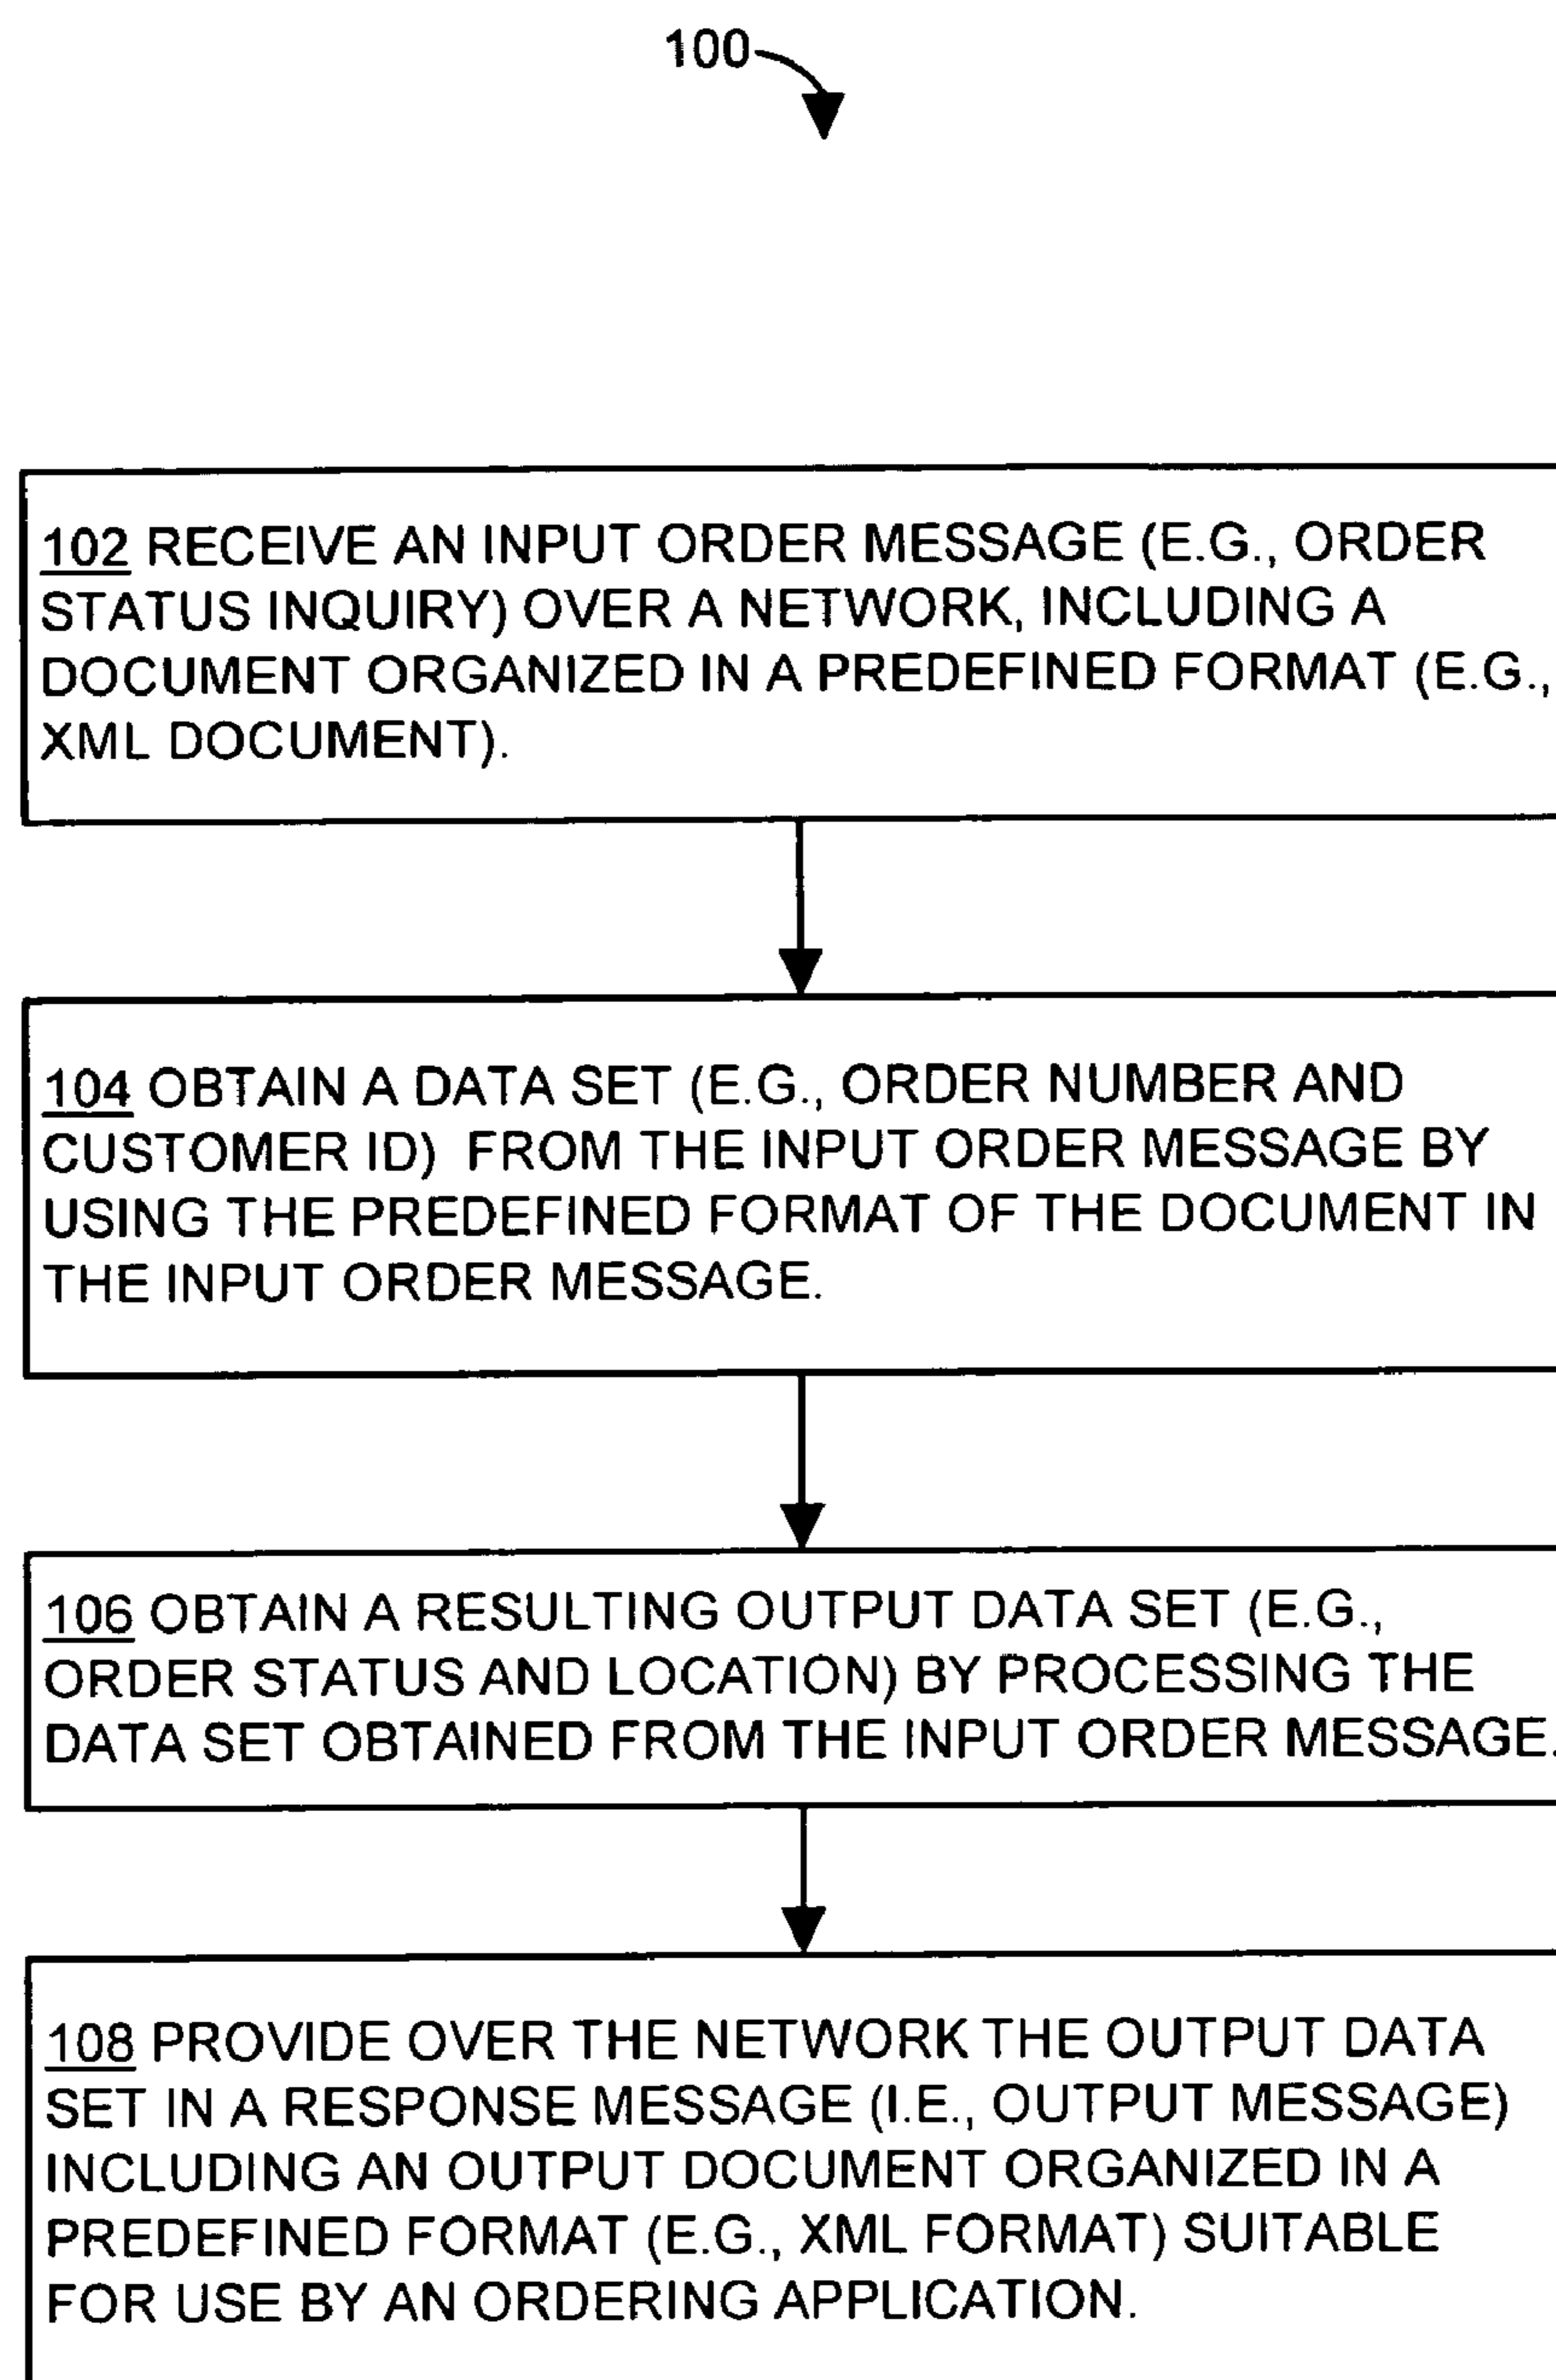 100
102 RECEIVE AN INPUT ORDER MESSAGE (E.G., ORDER
STATUS INQUIRY) OVER A NETWORK, INCLUDING A
DOCUMENT ORGANIZED IN A PREDEFINED FORMAT (E.G.,
XML DOCUMENT).
104 OBTAIN A DATA SET (E.G., ORDER NUMBER AND
CUSTOMER ID) FROM THE INPUT ORDER MESSAGE BY
USING THE PREDEFINED FORMAT OF THE DOCUMENT IN
THE INPUT ORDER MESSAGE.
106 OBTAIN A RESULTING OUTPUT DATA SET (E.G.,
ORDER STATUS AND LOCATION) BY PROCESSING THE
DATA SET OBTAINED FROM THE INPUT ORDER MESSAGE.
108 PROVIDE OVER THE NETWORK THE OUTPUT DATA
SET IN A RESPONSE MESSAGE (I.E., OUTPUT MESSAGE)
INCLUDING AN OUTPUT DOCUMENT ORGANIZED IN A
PREDEFINED FORMAT (E.G., XML FORMAT) SUITABLE
FOR USE BY AN ORDERING APPLICATION.